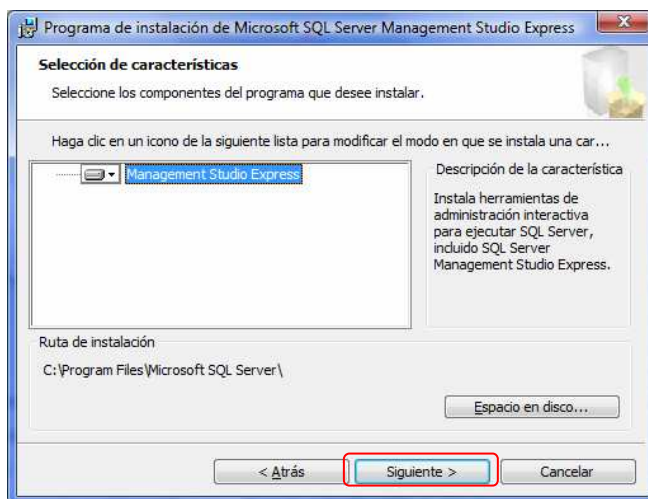 Programa de instalación de Microsoft SQL Server Management Studio Express
Selección de características
Seleccione los componentes del programa que desee instalar.
Haga clic en un icono de la siguiente lista para modificar el modo en que se instala una car...
Management Studio Express
Descripción de la característica
Instala herramientas de
administración interactiva
para ejecutar SQL Server,
incluido SQL Server
Management Studio Express.
Ruta de instalación
C:\Program Files\Microsoft SQL Server\
Espacio en disco...
< Atrás
Siguiente >
Cancelar